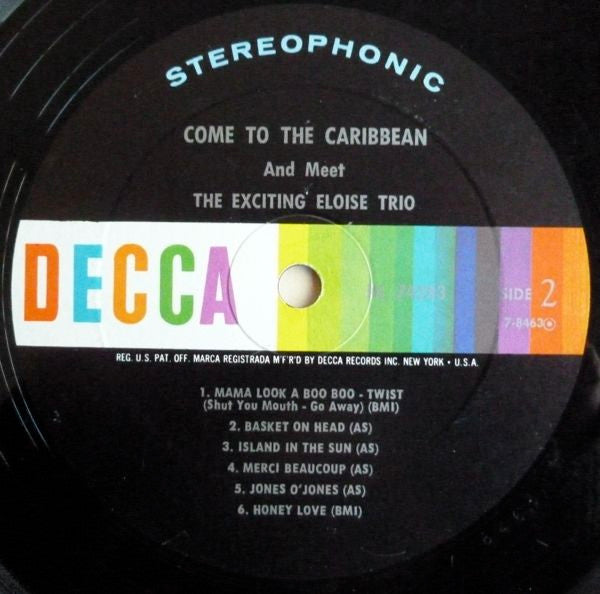 STEREOPHONIC
COME TO THE CARIBBEAN
And Meet
THE EXCITING ELOISE TRIO
DECCA
SIDE 2
7-8463
REG. U.S. PAT. OFF. MARCA REGISTRADA M'F'R'D BY DECCA RECORDS INC. NEW YORK • U.S.A.
1. MAMA LOOK A BOO BOO - TWIST
(Shut You Mouth - Go Away) (BMI)
2. BASKET ON HEAD (AS)
3. ISLAND IN THE SUN (AS)
4. MERCI BEAUCOUP (AS)
5. JONES O'JONES (AS)
6. HONEY LOVE (BMI)